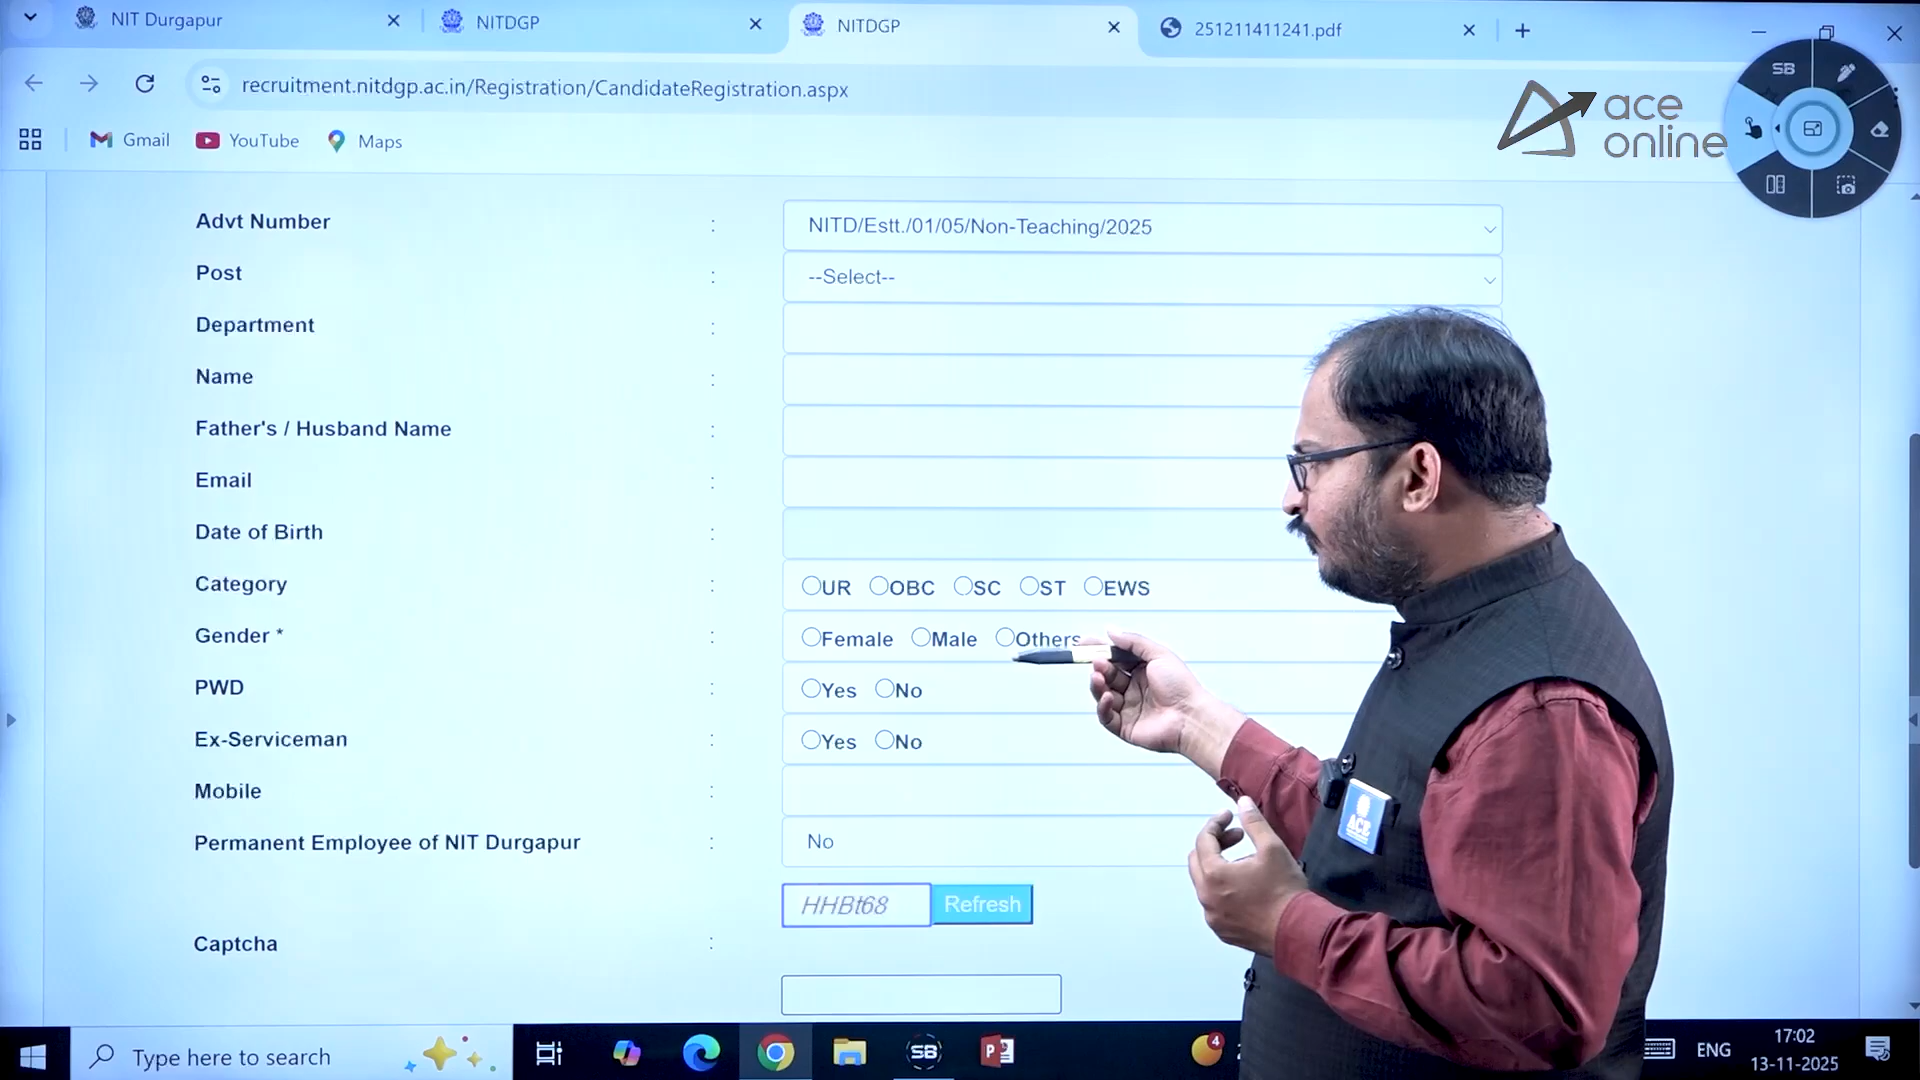 NIT Durgapur
NITDGP
NITDGP
251211411241.pdf
recruitment.nitdgp.ac.in/Registration/CandidateRegistration.aspx
Gmail
YouTube
Maps
ace
online
SB
Advt Number : NITD/Estt./01/05/Non-Teaching/2025
Post : --Select--
Department :
Name :
Father's / Husband Name :
Email :
Date of Birth :
Category : UR OBC SC ST EWS
Gender * : Female Male Others
PWD : Yes No
Ex-Serviceman : Yes No
Mobile :
Permanent Employee of NIT Durgapur : No
HHBt68 Refresh
Captcha :
ACE
Type here to search
SB
P
4
ENG
17:02
13-11-2025